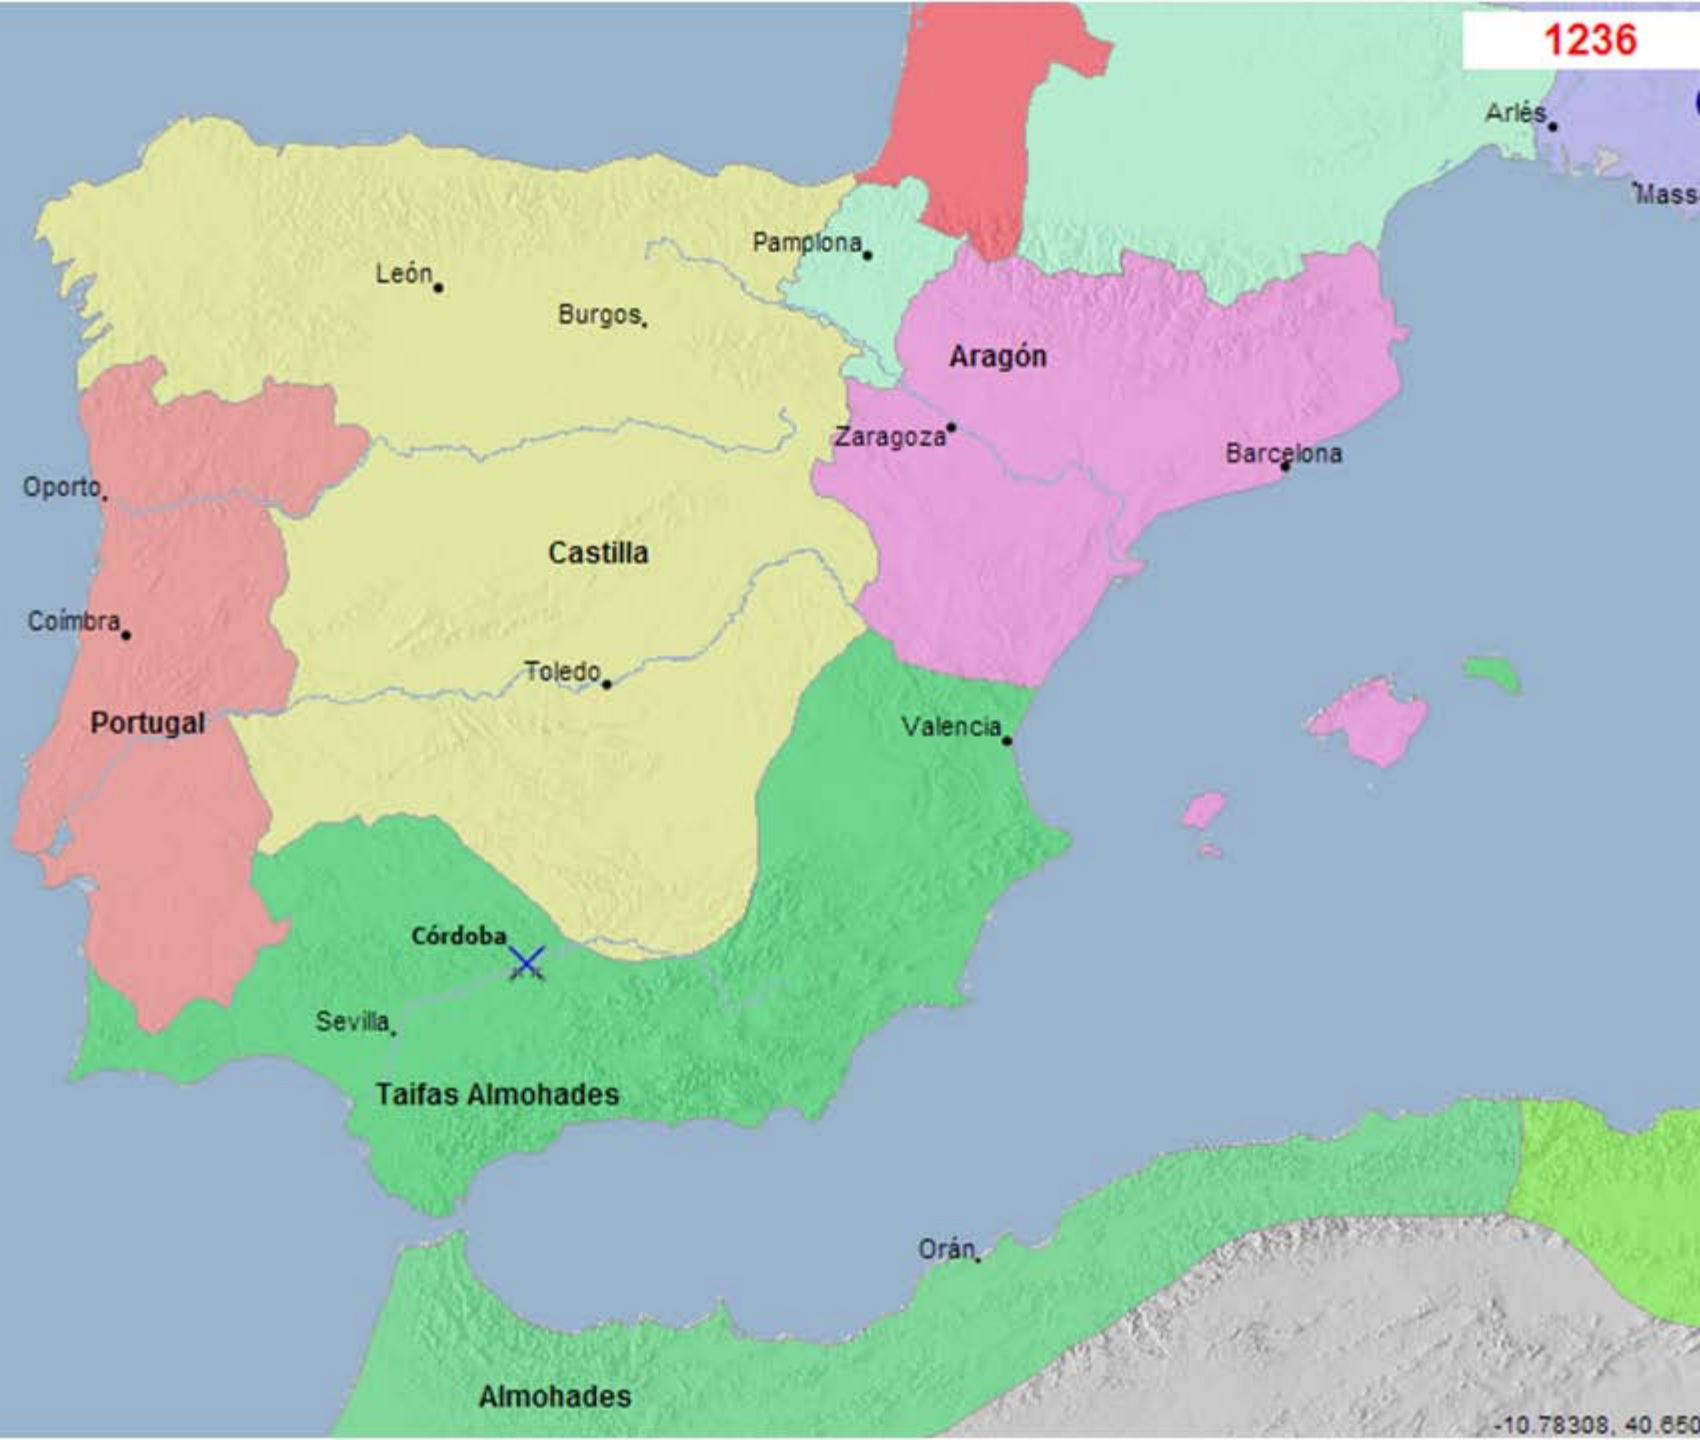 1236
Arlés
Mass
Pamplona
León
Burgos
Aragón
Zaragoza
Barcelona
Oporto
Castilla
Coimbra
Toledo
Portugal
Valencia
Córdoba
Sevilla
Taifas Almohades
Orán
Almohades
-10.78308, 40.650